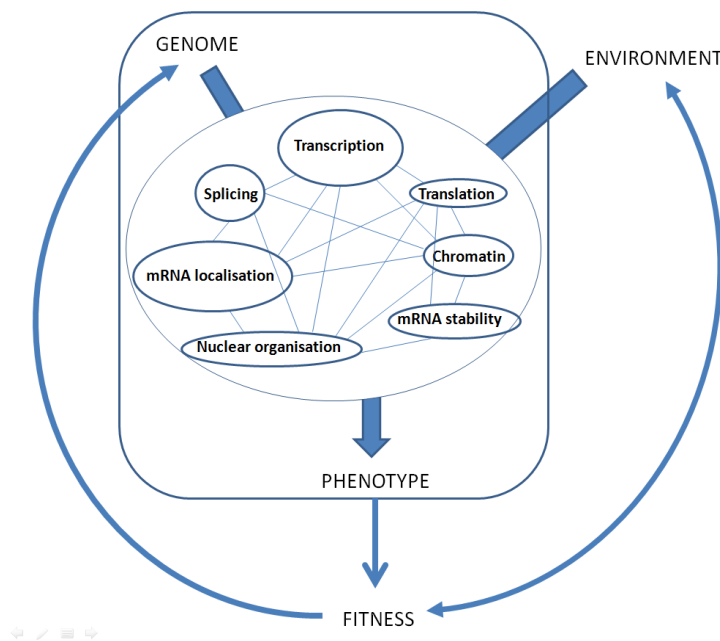 GENOME
ENVIRONMENT
Transcription
Splicing
Translation
Chromatin
mRNA localisation
mRNA stability
Nuclear organisation
PHENOTYPE
FITNESS